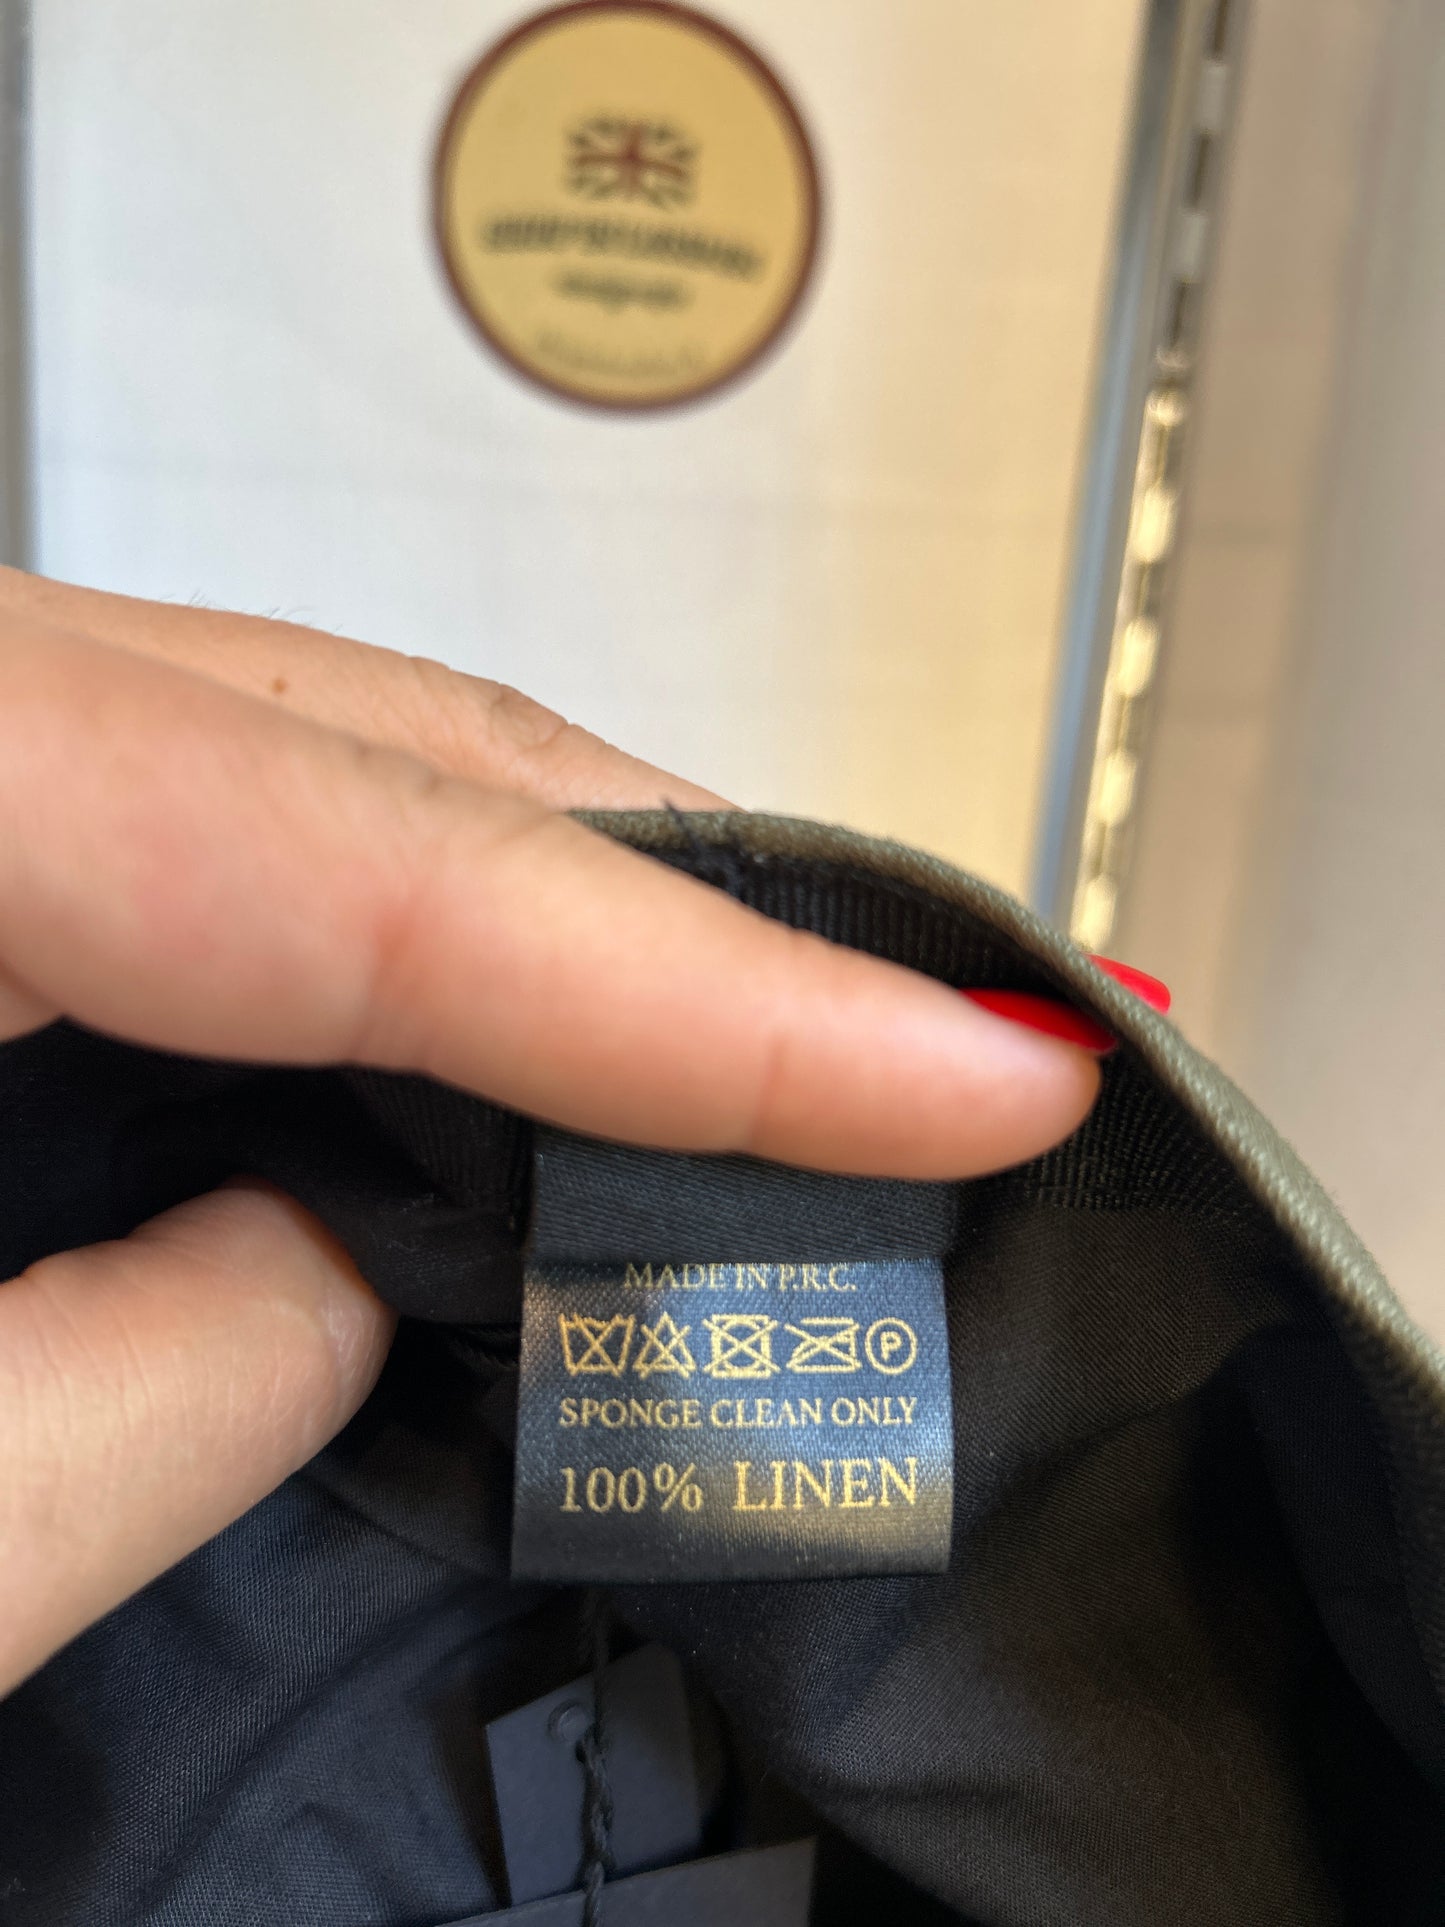 MADE IN P.R.C.
P
SPONGE CLEAN ONLY
100% LINEN